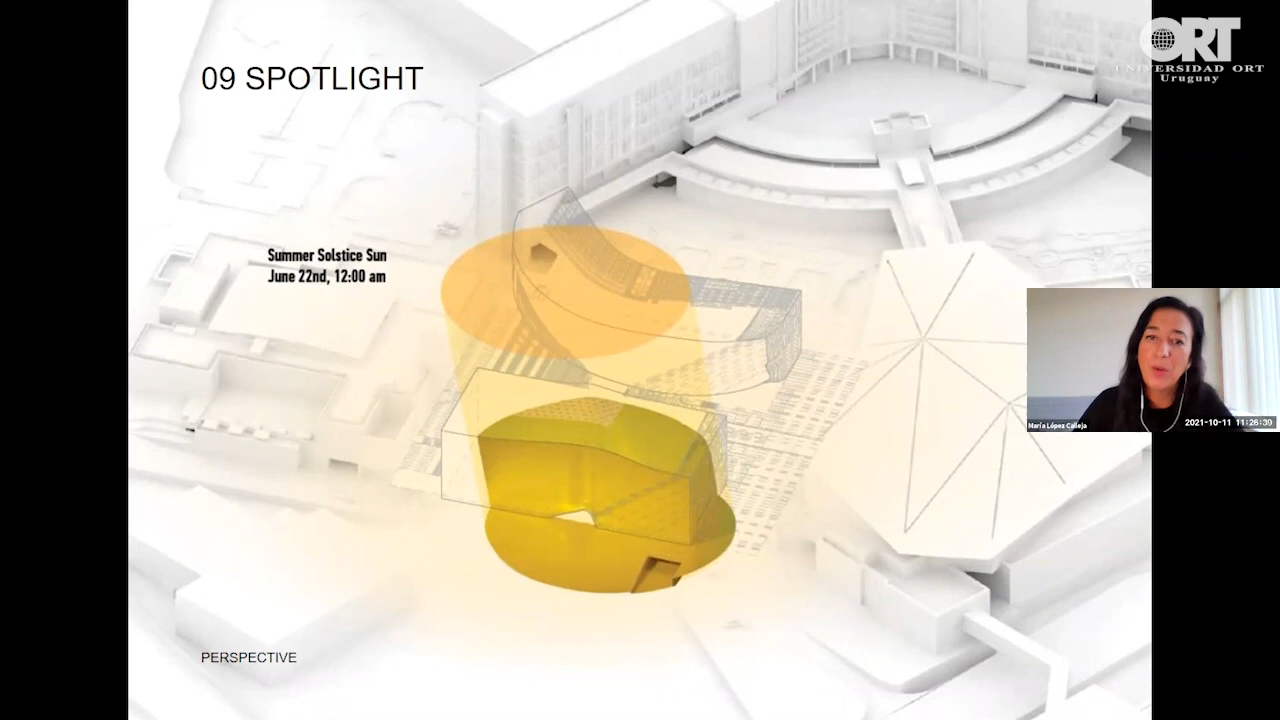 09 SPOTLIGHT
ORT
UNIVERSIDAD ORT
Uruguay
Summer Solstice Sun
June 22nd, 12:00 am
María López Calleja
2021-10-11 11:26:39
PERSPECTIVE